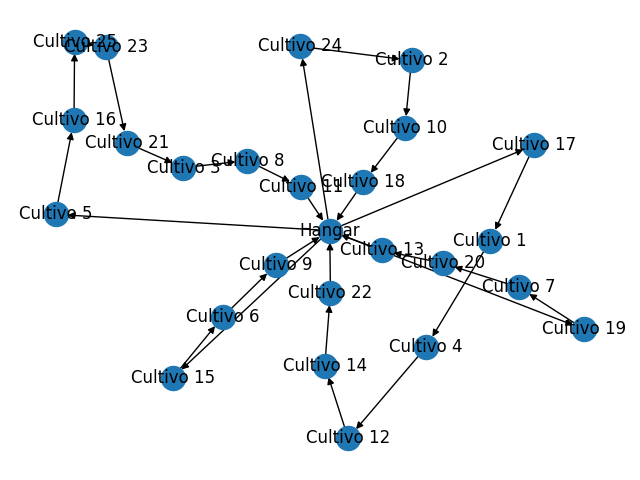 Cultivo 25
Cultivo 23
Cultivo 24
Cultivo 2
Cultivo 16
Cultivo 10
Cultivo 21
Cultivo 17
Cultivo 3
Cultivo 8
Cultivo 11
Cultivo 18
Cultivo 5
Hangar
Cultivo 1
Cultivo 13
Cultivo 9
Cultivo 20
Cultivo 22
Cultivo 7
Cultivo 6
Cultivo 19
Cultivo 4
Cultivo 14
Cultivo 15
Cultivo 12